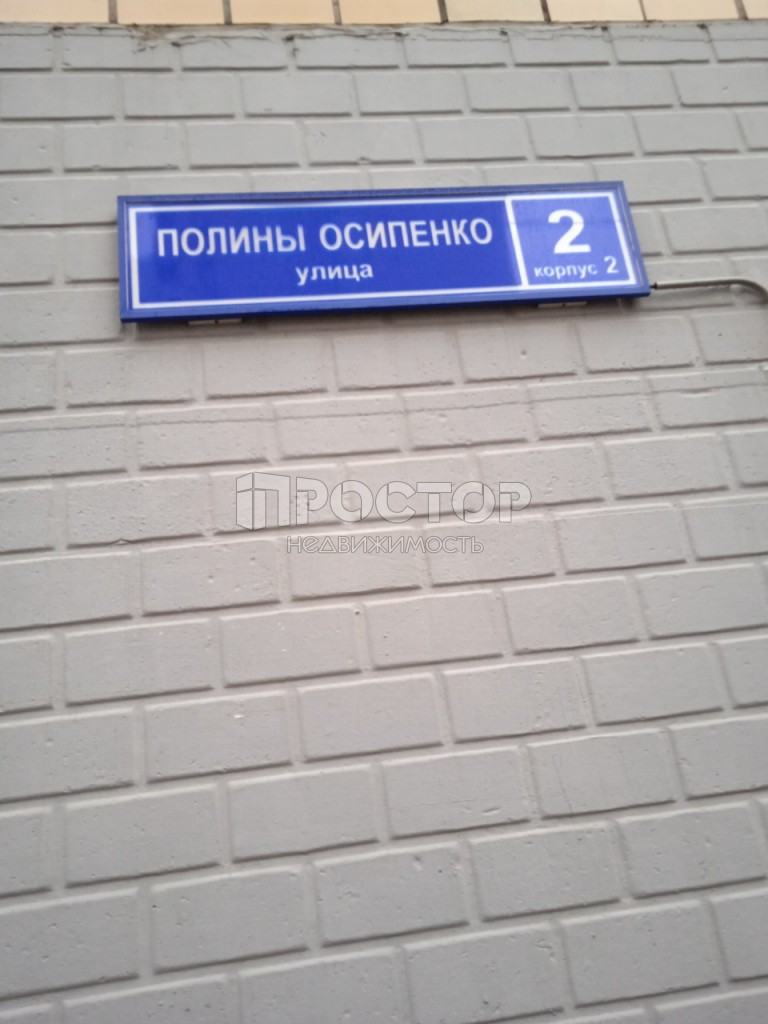 ПОЛИНЫ ОСИПЕНКО
улица
2
корпус 2
ПРОСТОР
НЕДВИЖИМОСТЬ